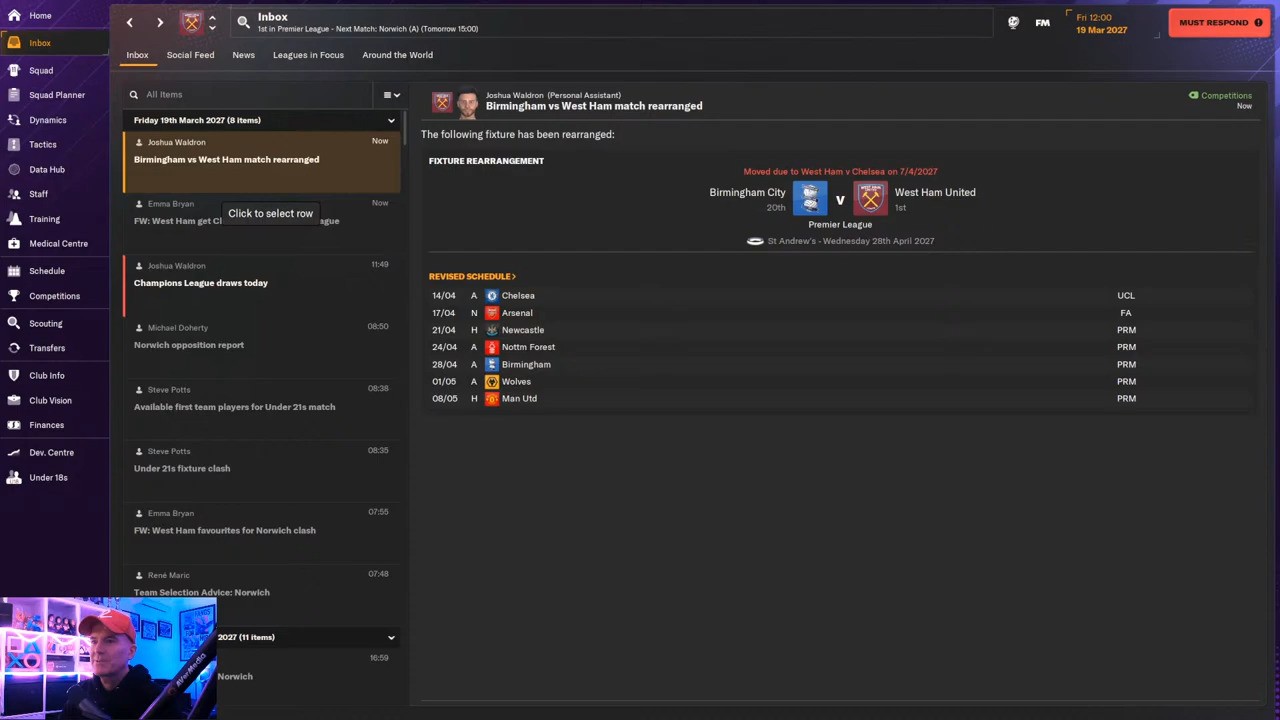 Home
Inbox
Squad
Squad Planner
Dynamics
Tactics
Data Hub
Staff
Training
Medical Centre
Schedule
Competitions
Scouting
Transfers
Club Info
Club Vision
Finances
Dev. Centre
Under 18s
Inbox
1st in Premier League - Next Match: Norwich (A) (Tomorrow 15:00)
FM
Fri 12:00
19 Mar 2027
MUST RESPOND
Inbox Social Feed News Leagues in Focus Around the World
All Items
Friday 19th March 2027 (8 items)
Joshua Waldron Now
Birmingham vs West Ham match rearranged
Emma Bryan Now
FW: West Ham get
Click to select row
Joshua Waldron 11:49
Champions League draws today
Michael Doherty 08:50
Norwich opposition report
Steve Potts 08:38
Available first team players for Under 21s match
Steve Potts 08:35
Under 21s fixture clash
Emma Bryan 07:55
FW: West Ham favourites for Norwich clash
René Maric 07:48
Team Selection Advice: Norwich
2027 (11 items)
16:59
Norwich
Joshua Waldron (Personal Assistant)
Birmingham vs West Ham match rearranged
Competitions
Now
The following fixture has been rearranged:
FIXTURE REARRANGEMENT
Moved due to West Ham v Chelsea on 7/4/2027
Birmingham City v West Ham United
20th 1st
Premier League
St Andrew's - Wednesday 28th April 2027
REVISED SCHEDULE >
14/04 A Chelsea UCL
17/04 N Arsenal FA
21/04 H Newcastle PRM
24/04 A Nottm Forest PRM
28/04 A Birmingham PRM
01/05 A Wolves PRM
08/05 H Man Utd PRM